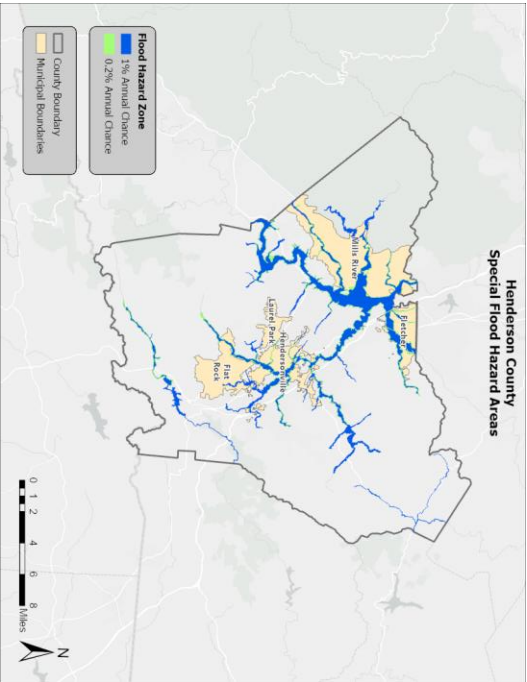 Henderson County
Special Flood Hazard Areas
Flood Hazard Zone
1% Annual Chance
0.2% Annual Chance
County Boundary
Municipal Boundaries
Mills River
Fletcher
Laurel Park
Hendersonville
Flat
Rock
0 1 2 4 6 8
Miles
N